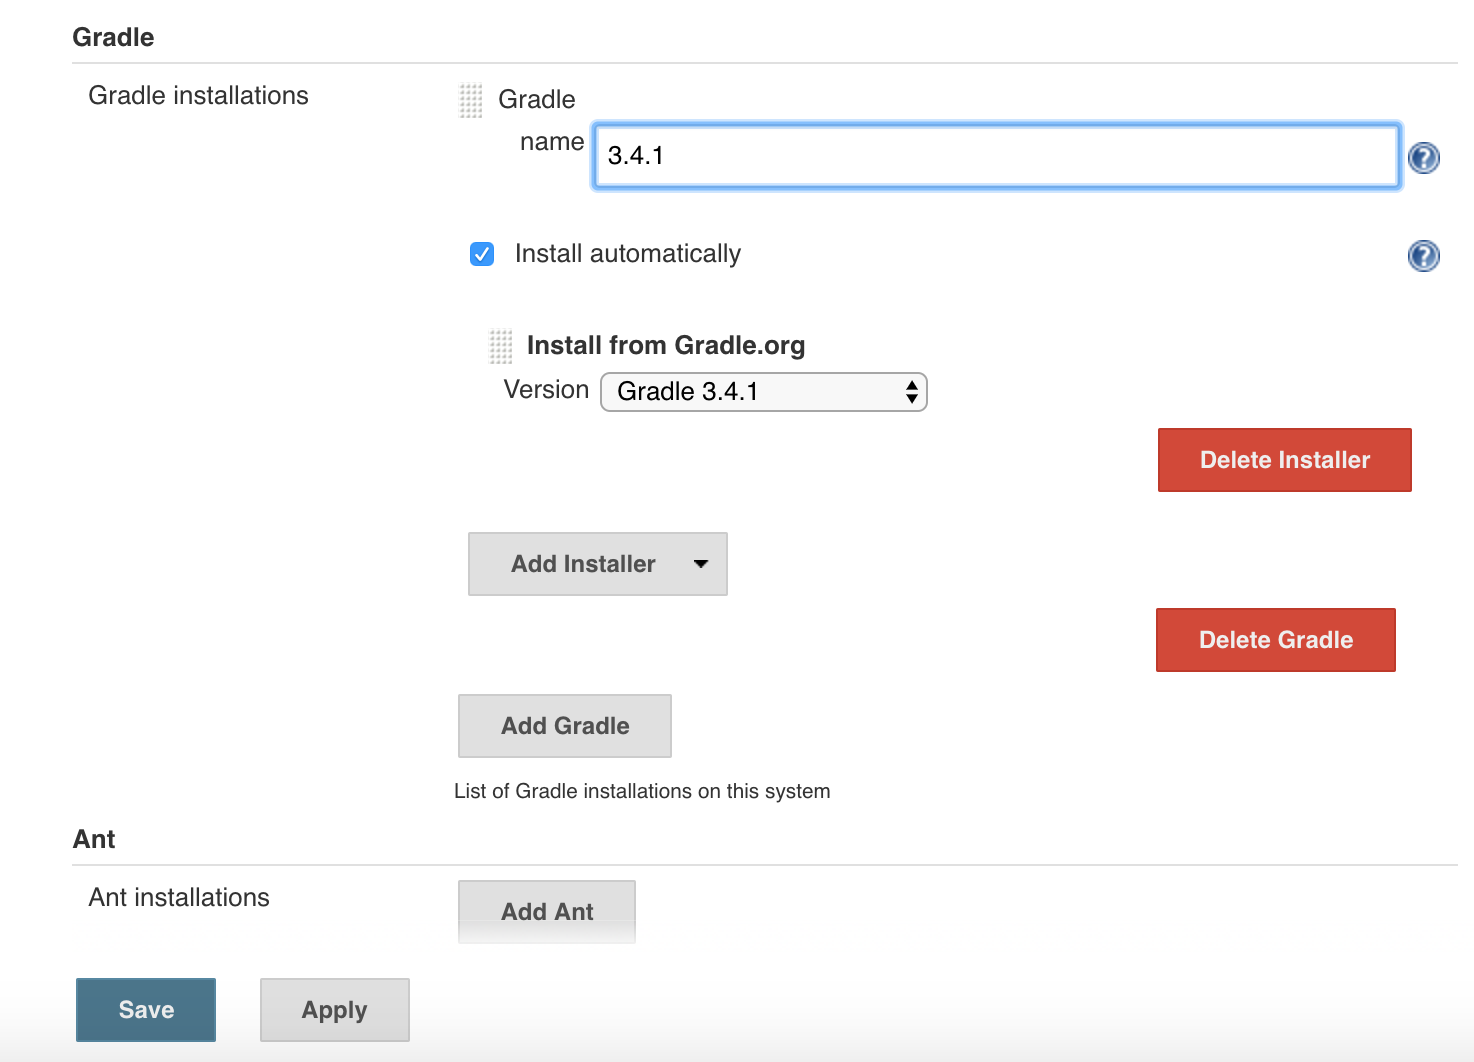 Gradle
Gradle installations
Gradle
name
3.4.1
?
Install automatically
?
Install from Gradle.org
Version
Gradle 3.4.1
Delete Installer
Add Installer
Delete Gradle
Add Gradle
List of Gradle installations on this system
Ant
Ant installations
Add Ant
Save
Apply